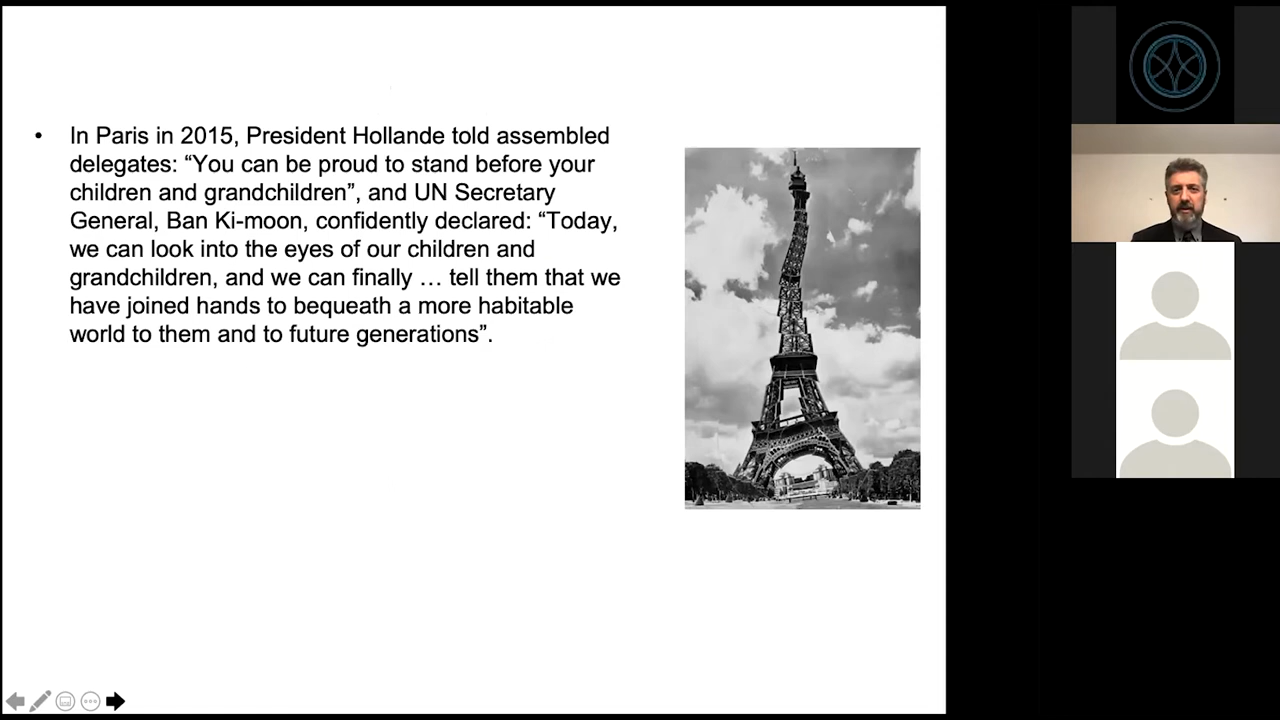 • In Paris in 2015, President Hollande told assembled
delegates: “You can be proud to stand before your
children and grandchildren”, and UN Secretary
General, Ban Ki-moon, confidently declared: “Today,
we can look into the eyes of our children and
grandchildren, and we can finally … tell them that we
have joined hands to bequeath a more habitable
world to them and to future generations”.